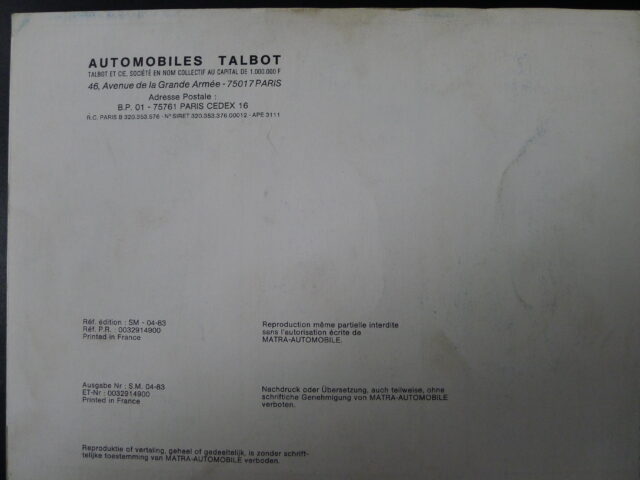 AUTOMOBILES TALBOT
TALBOT ET CIE, SOCIÉTÉ EN NOM COLLECTIF AU CAPITAL DE 1.000.000 F
46, Avenue de la Grande Armée - 75017 PARIS
Adresse Postale :
B.P. 01 - 75761 PARIS CEDEX 16
R.C. PARIS B 320.353.576 - N° SIRET 320.353.376.00012 - APE 3111
Réf. édition : SM - 04-83
Réf. P.R. : 0032914900
Printed in France
Reproduction même partielle interdite
sans l'autorisation écrite de
MATRA-AUTOMOBILE.
Ausgabe Nr : S.M. 04-83
ET-Nr : 0032914900
Printed in France
Nachdruck oder Übersetzung, auch teilweise, ohne
schriftliche Genehmigung von MATRA-AUTOMOBILE
verboten.
Reproduktie of vertaling, geheel of gedeeltelijk, is zonder schrift-
telijke toestemming van MATRA-AUTOMOBILE verboden.